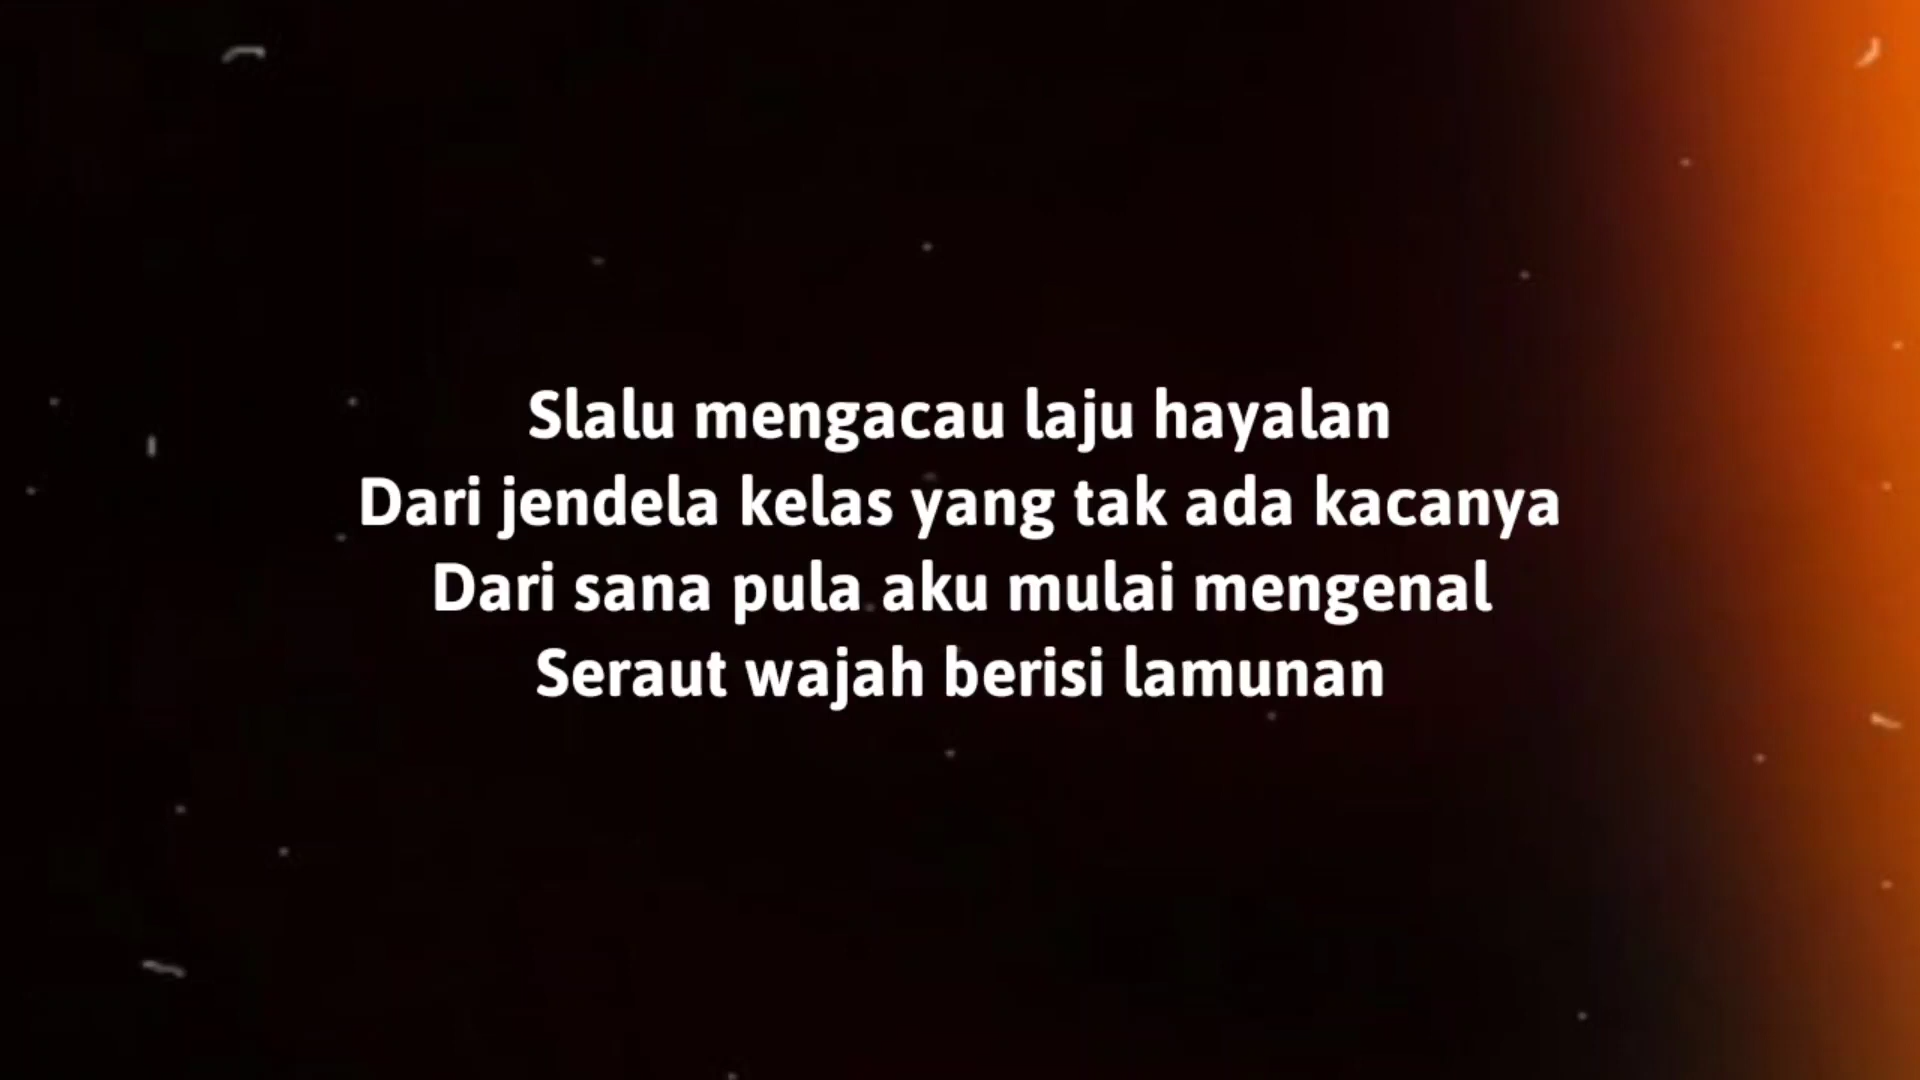 Slalu mengacau laju hayalan
Dari jendela kelas yang tak ada kacanya
Dari sana pula aku mulai mengenal
Seraut wajah berisi lamunan